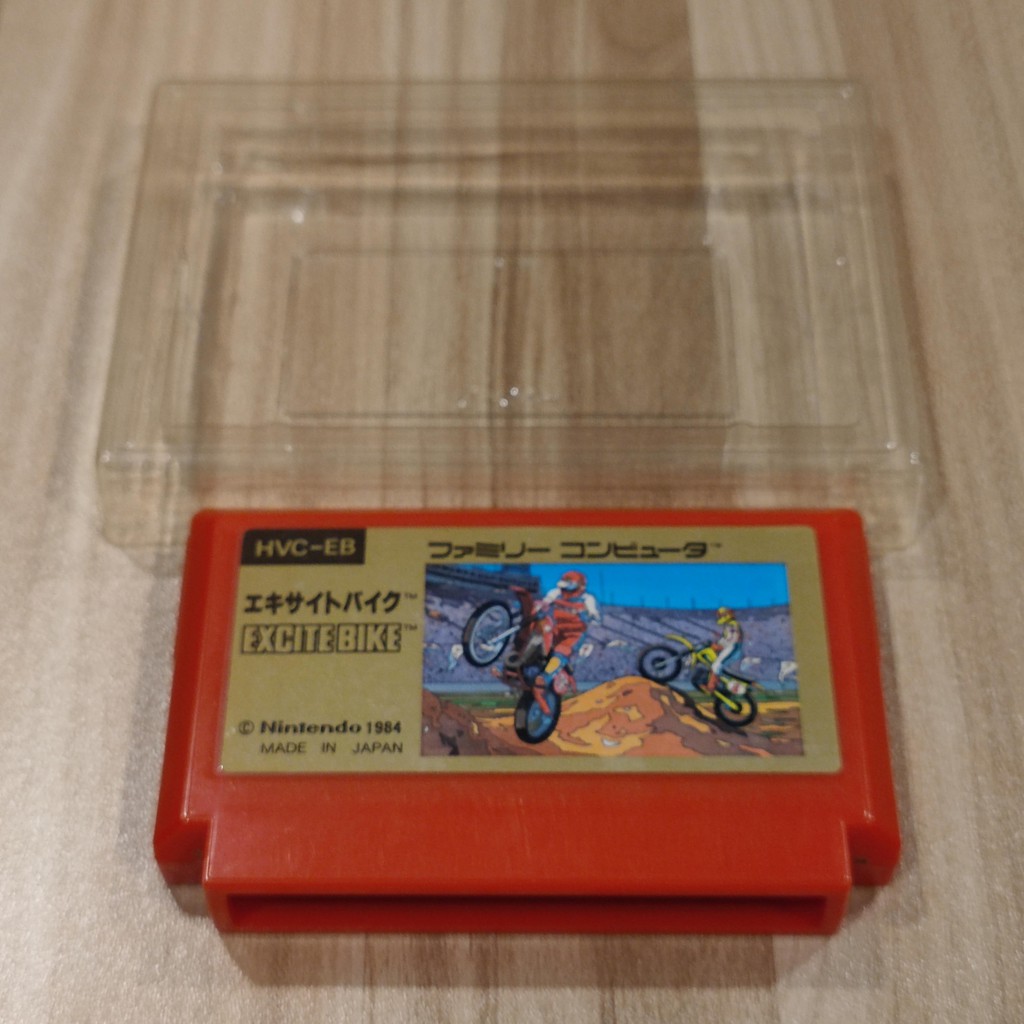 HVC-EB
ファミリー コンピュータ™
エキサイトバイク™
EXCITEBIKE™
© Nintendo 1984
MADE IN JAPAN